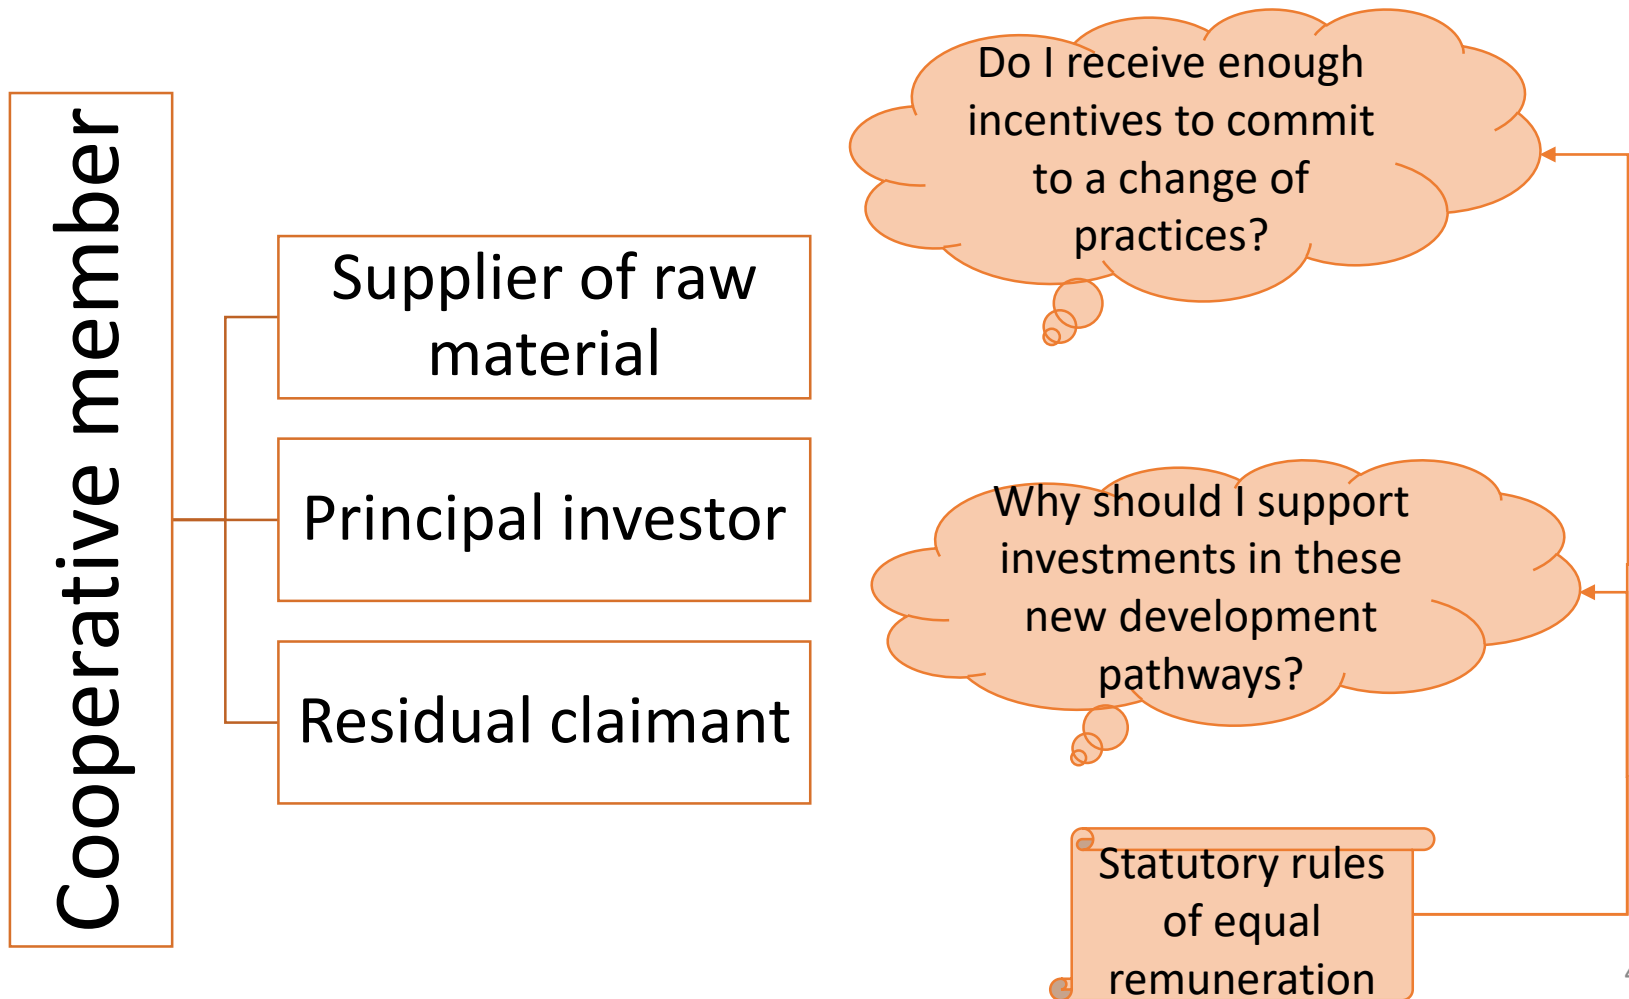 Cooperative member
Supplier of raw
material
Principal investor
Residual claimant
Do I receive enough
incentives to commit
to a change of
practices?
Why should I support
investments in these
new development
pathways?
Statutory rules
of equal
remuneration